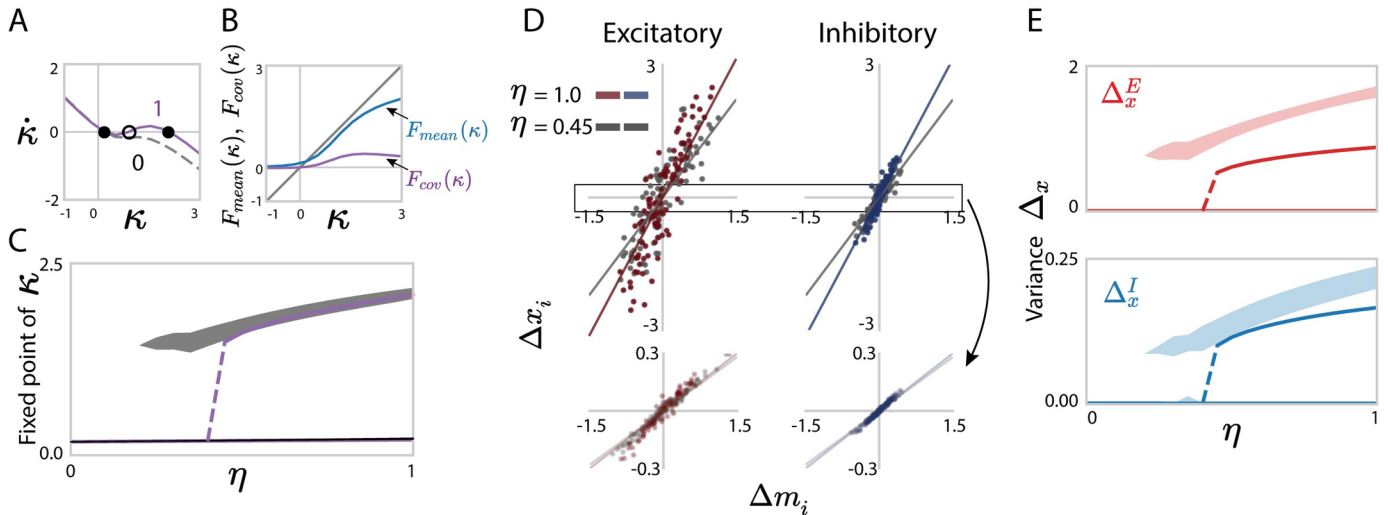 A
2
0
-2
κ̇
1
0
-1
0
3
κ
B
F_mean(κ), F_cov(κ)
3
0
-1
F_mean(κ)
F_cov(κ)
-1
0
3
κ
C
Fixed point of κ
2.5
0.0
0
1
η
D
Excitatory
Inhibitory
η = 1.0
η = 0.45
3
3
-1.5
1.5
-1.5
1.5
-3
-3
Δx_i
0.3
0.3
-1.5
1.5
-1.5
1.5
-0.3
-0.3
Δm_i
E
2
Δ_x^E
0
Variance Δ_x
0.25
Δ_x^I
0.00
0
1
η